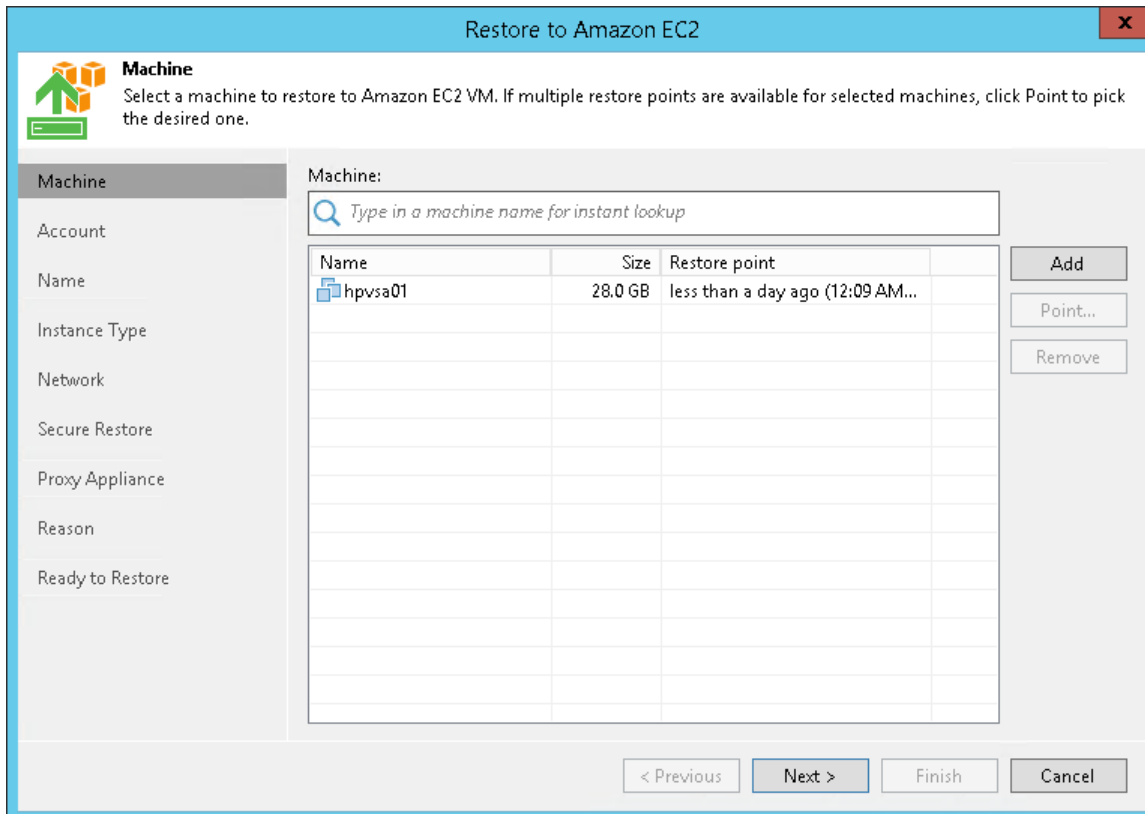 Restore to Amazon EC2
x
Machine
Select a machine to restore to Amazon EC2 VM. If multiple restore points are available for selected machines, click Point to pick
the desired one.
Machine
Account
Name
Instance Type
Network
Secure Restore
Proxy Appliance
Reason
Ready to Restore
Machine:
Type in a machine name for instant lookup
Name Size Restore point
hpvsa01 28.0 GB less than a day ago (12:09 AM...
Add
Point...
Remove
< Previous Next > Finish Cancel